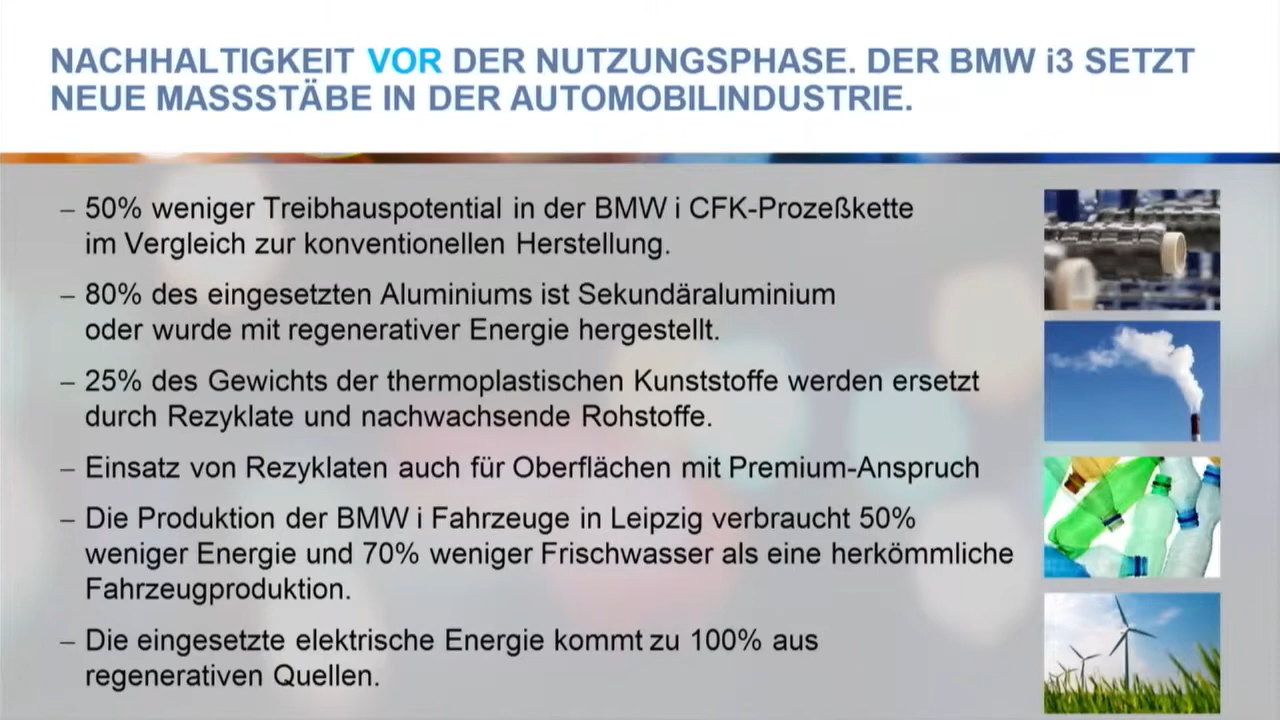 NACHHALTIGKEIT VOR DER NUTZUNGSPHASE. DER BMW i3 SETZT
NEUE MASSSTÄBE IN DER AUTOMOBILINDUSTRIE.
– 50% weniger Treibhauspotential in der BMW i CFK-Prozeßkette
im Vergleich zur konventionellen Herstellung.
– 80% des eingesetzten Aluminiums ist Sekundäraluminium
oder wurde mit regenerativer Energie hergestellt.
– 25% des Gewichts der thermoplastischen Kunststoffe werden ersetzt
durch Rezyklate und nachwachsende Rohstoffe.
– Einsatz von Rezyklaten auch für Oberflächen mit Premium-Anspruch
– Die Produktion der BMW i Fahrzeuge in Leipzig verbraucht 50%
weniger Energie und 70% weniger Frischwasser als eine herkömmliche
Fahrzeugproduktion.
– Die eingesetzte elektrische Energie kommt zu 100% aus
regenerativen Quellen.